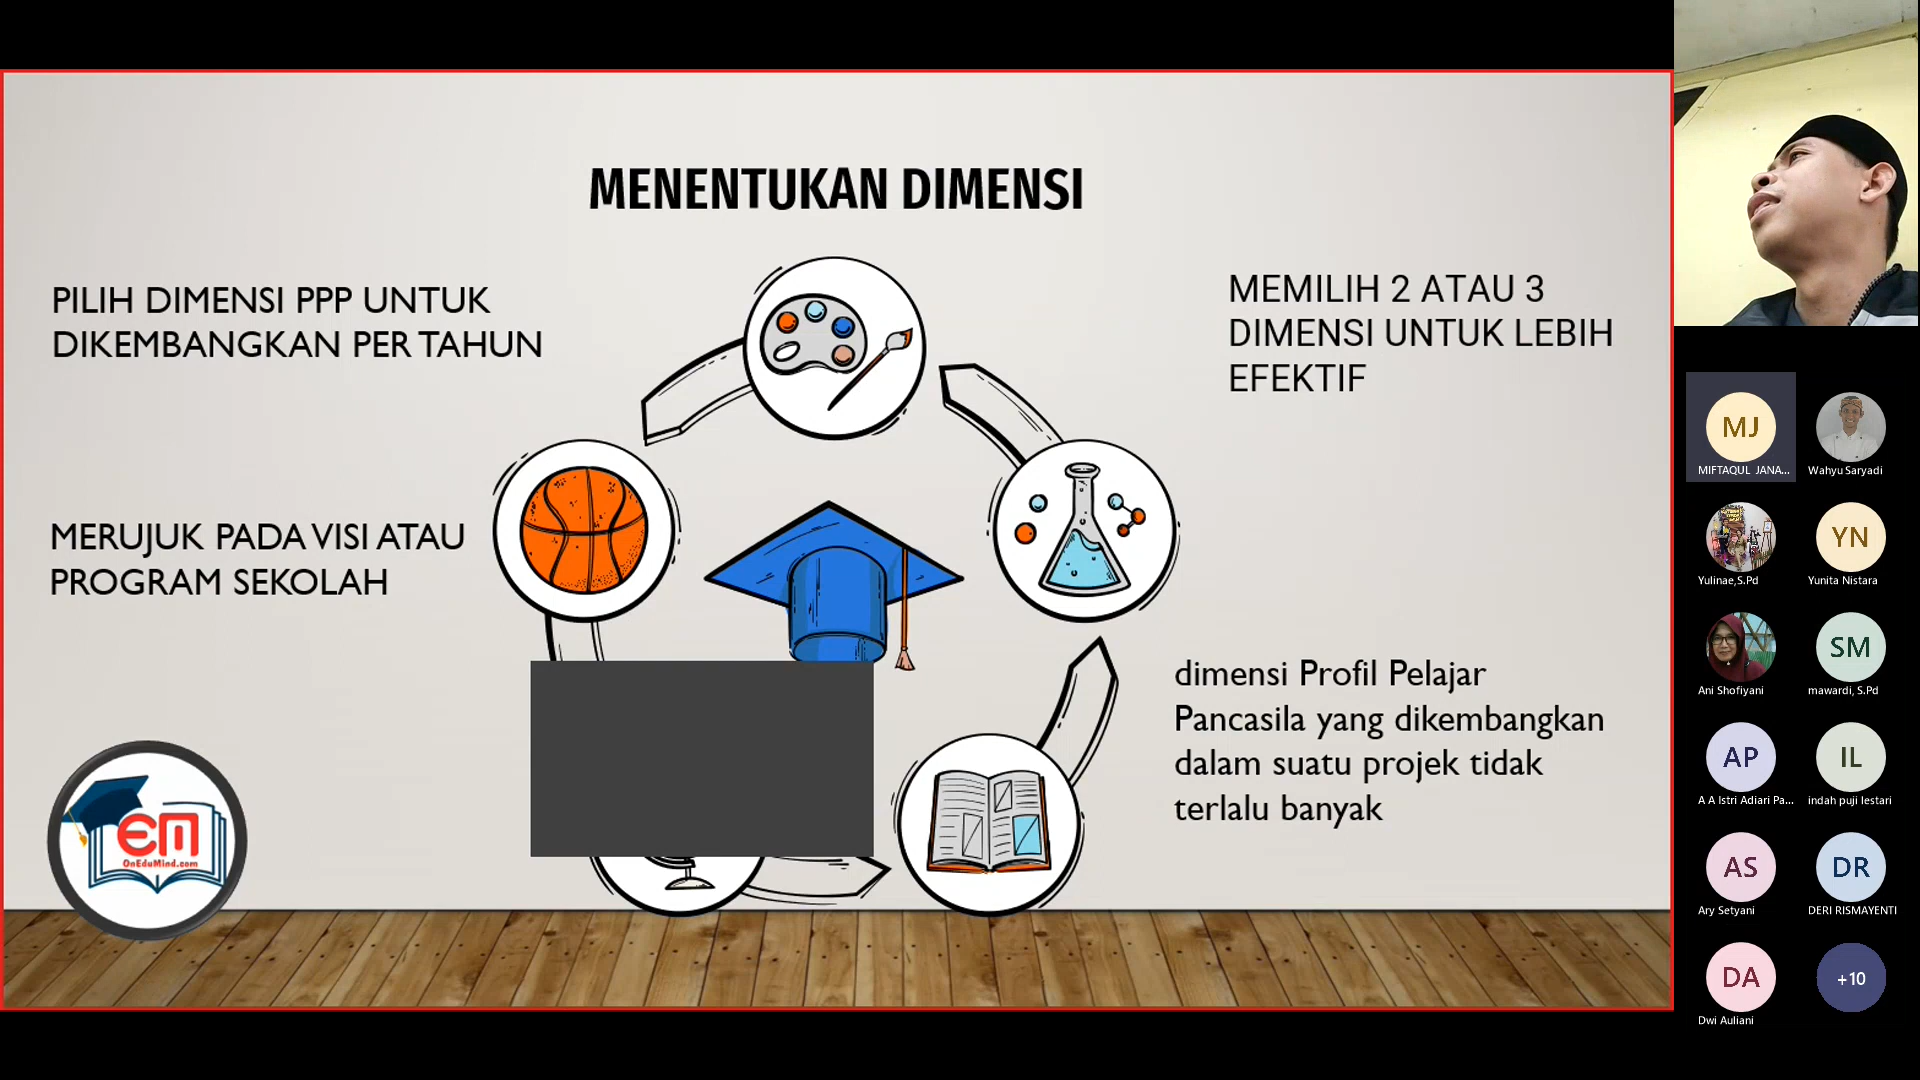 MENENTUKAN DIMENSI
PILIH DIMENSI PPP UNTUK
DIKEMBANGKAN PER TAHUN
MERUJUK PADA VISI ATAU
PROGRAM SEKOLAH
MEMILIH 2 ATAU 3
DIMENSI UNTUK LEBIH
EFEKTIF
dimensi Profil Pelajar
Pancasila yang dikembangkan
dalam suatu projek tidak
terlalu banyak
EM
OnEduMind.com
MJ
MIFTAQUL JANA...
Wahyu Saryadi
Yulinae,S.Pd
YN
Yunita Nistara
Ani Shofiyani
SM
mawardi, S.Pd
AP
A A Istri Adiari Pa...
IL
indah puji lestari
AS
Ary Setyani
DR
DERI RISMAYENTI
DA
Dwi Auliani
+10